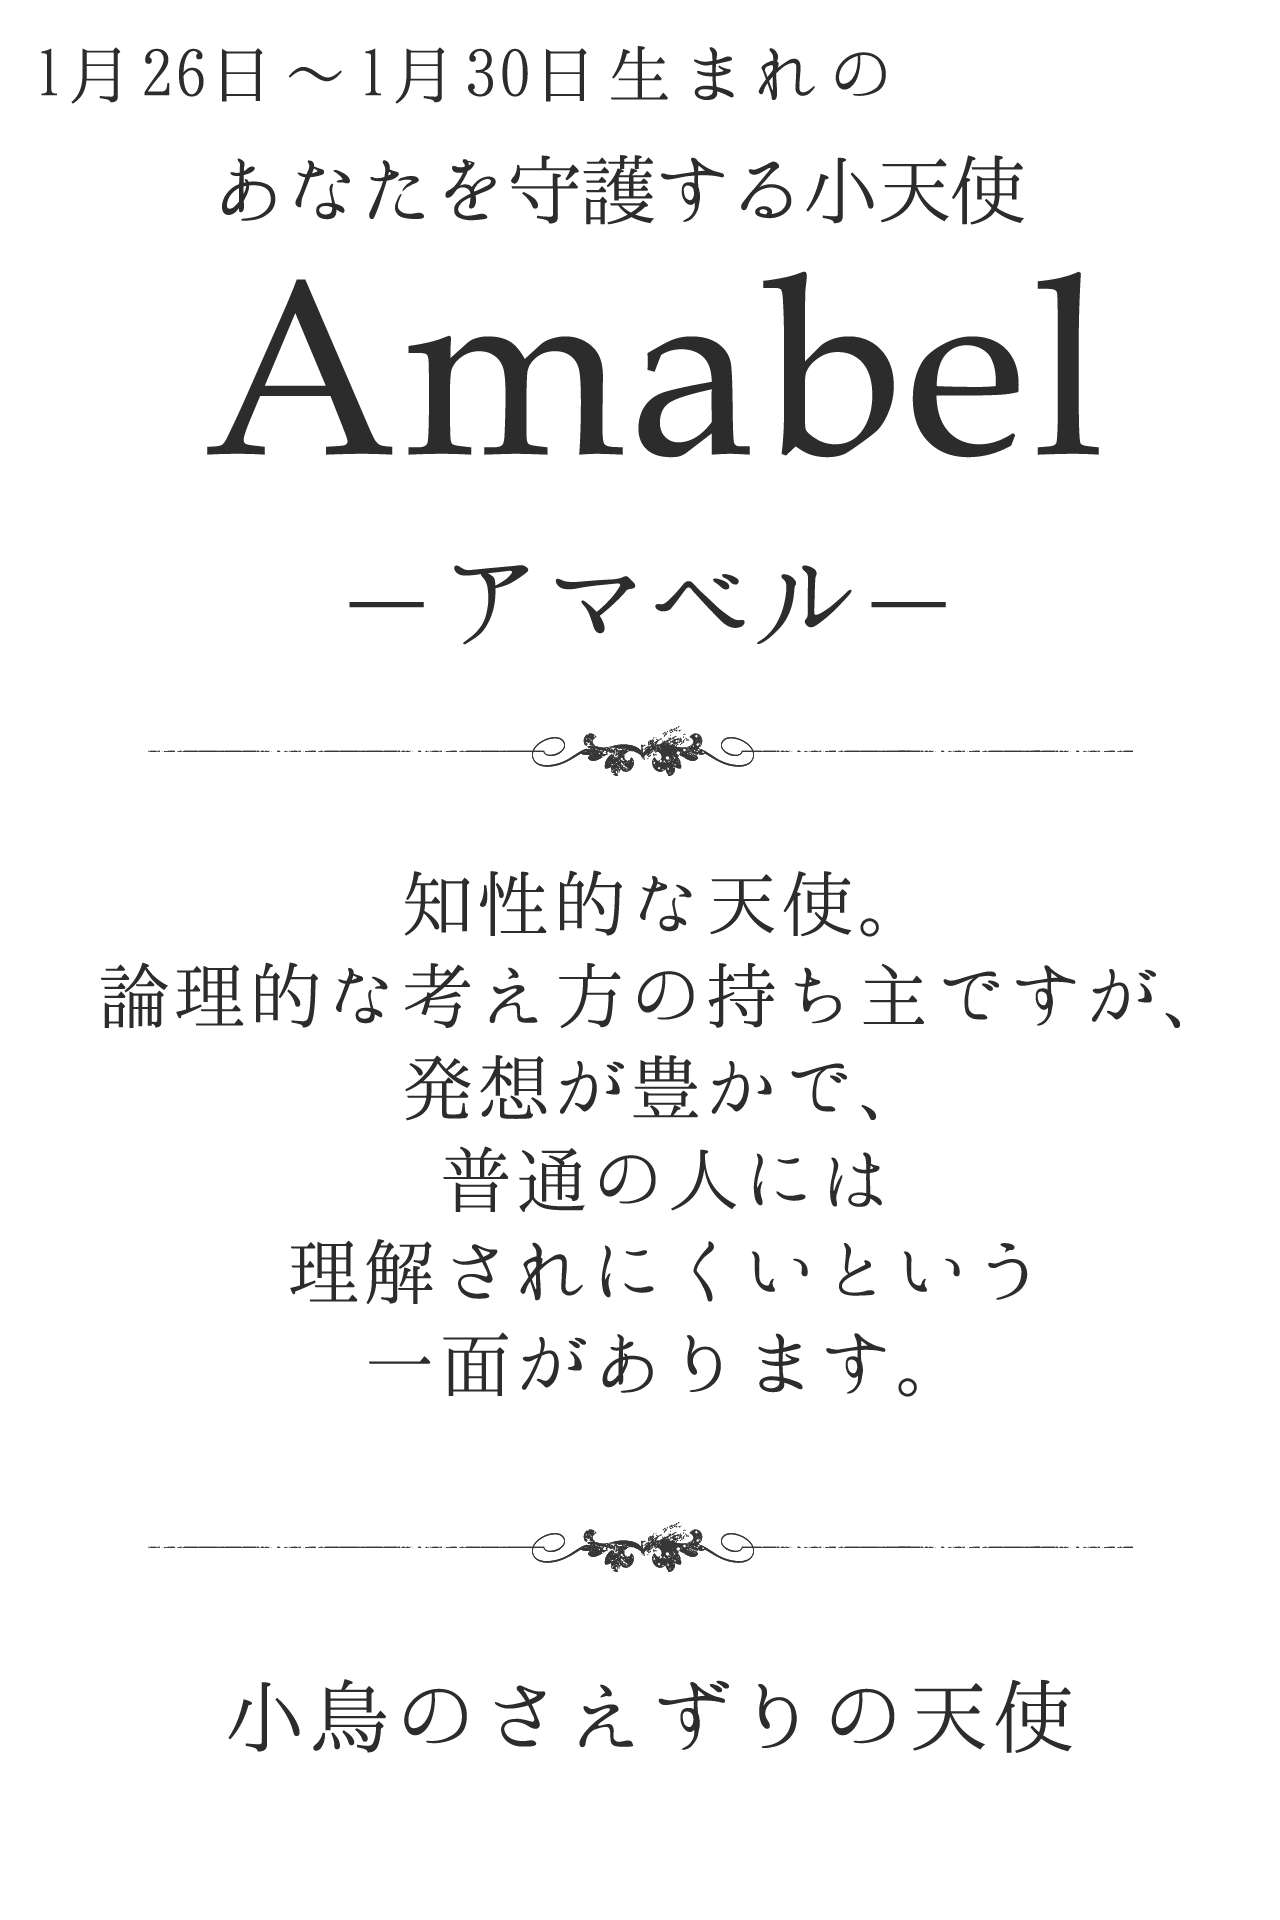 1月26日～1月30日生まれの
あなたを守護する小天使
Amabel
―アマベル―
知性的な天使。
論理的な考え方の持ち主ですが、
発想が豊かで、
普通の人には
理解されにくいという
一面があります。
小鳥のさえずりの天使